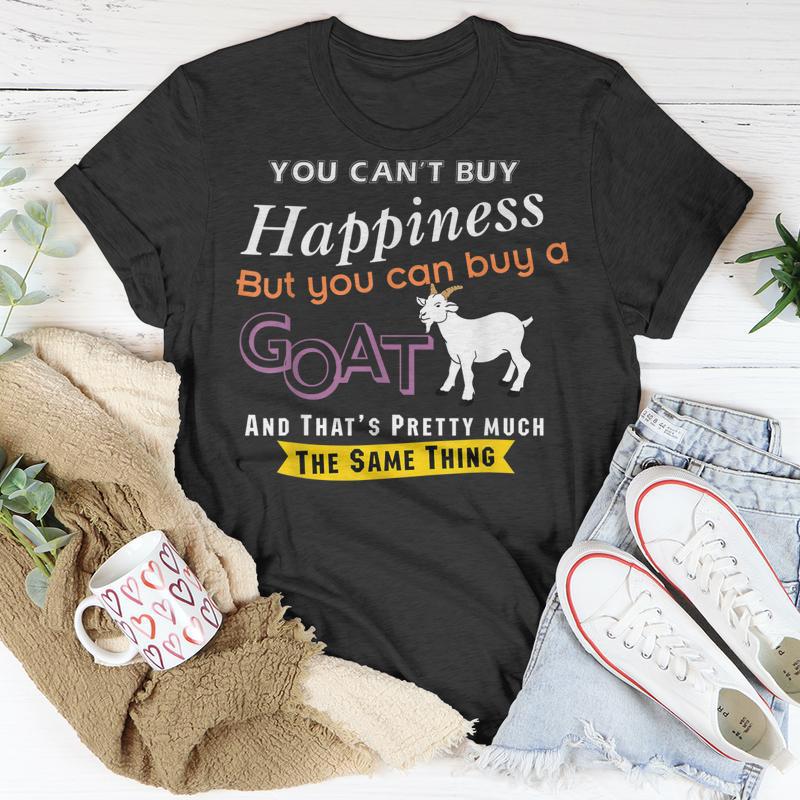 YOU CAN'T BUY
Happiness
But you can buy a
GOAT
AND THAT'S PRETTY MUCH
THE SAME THING